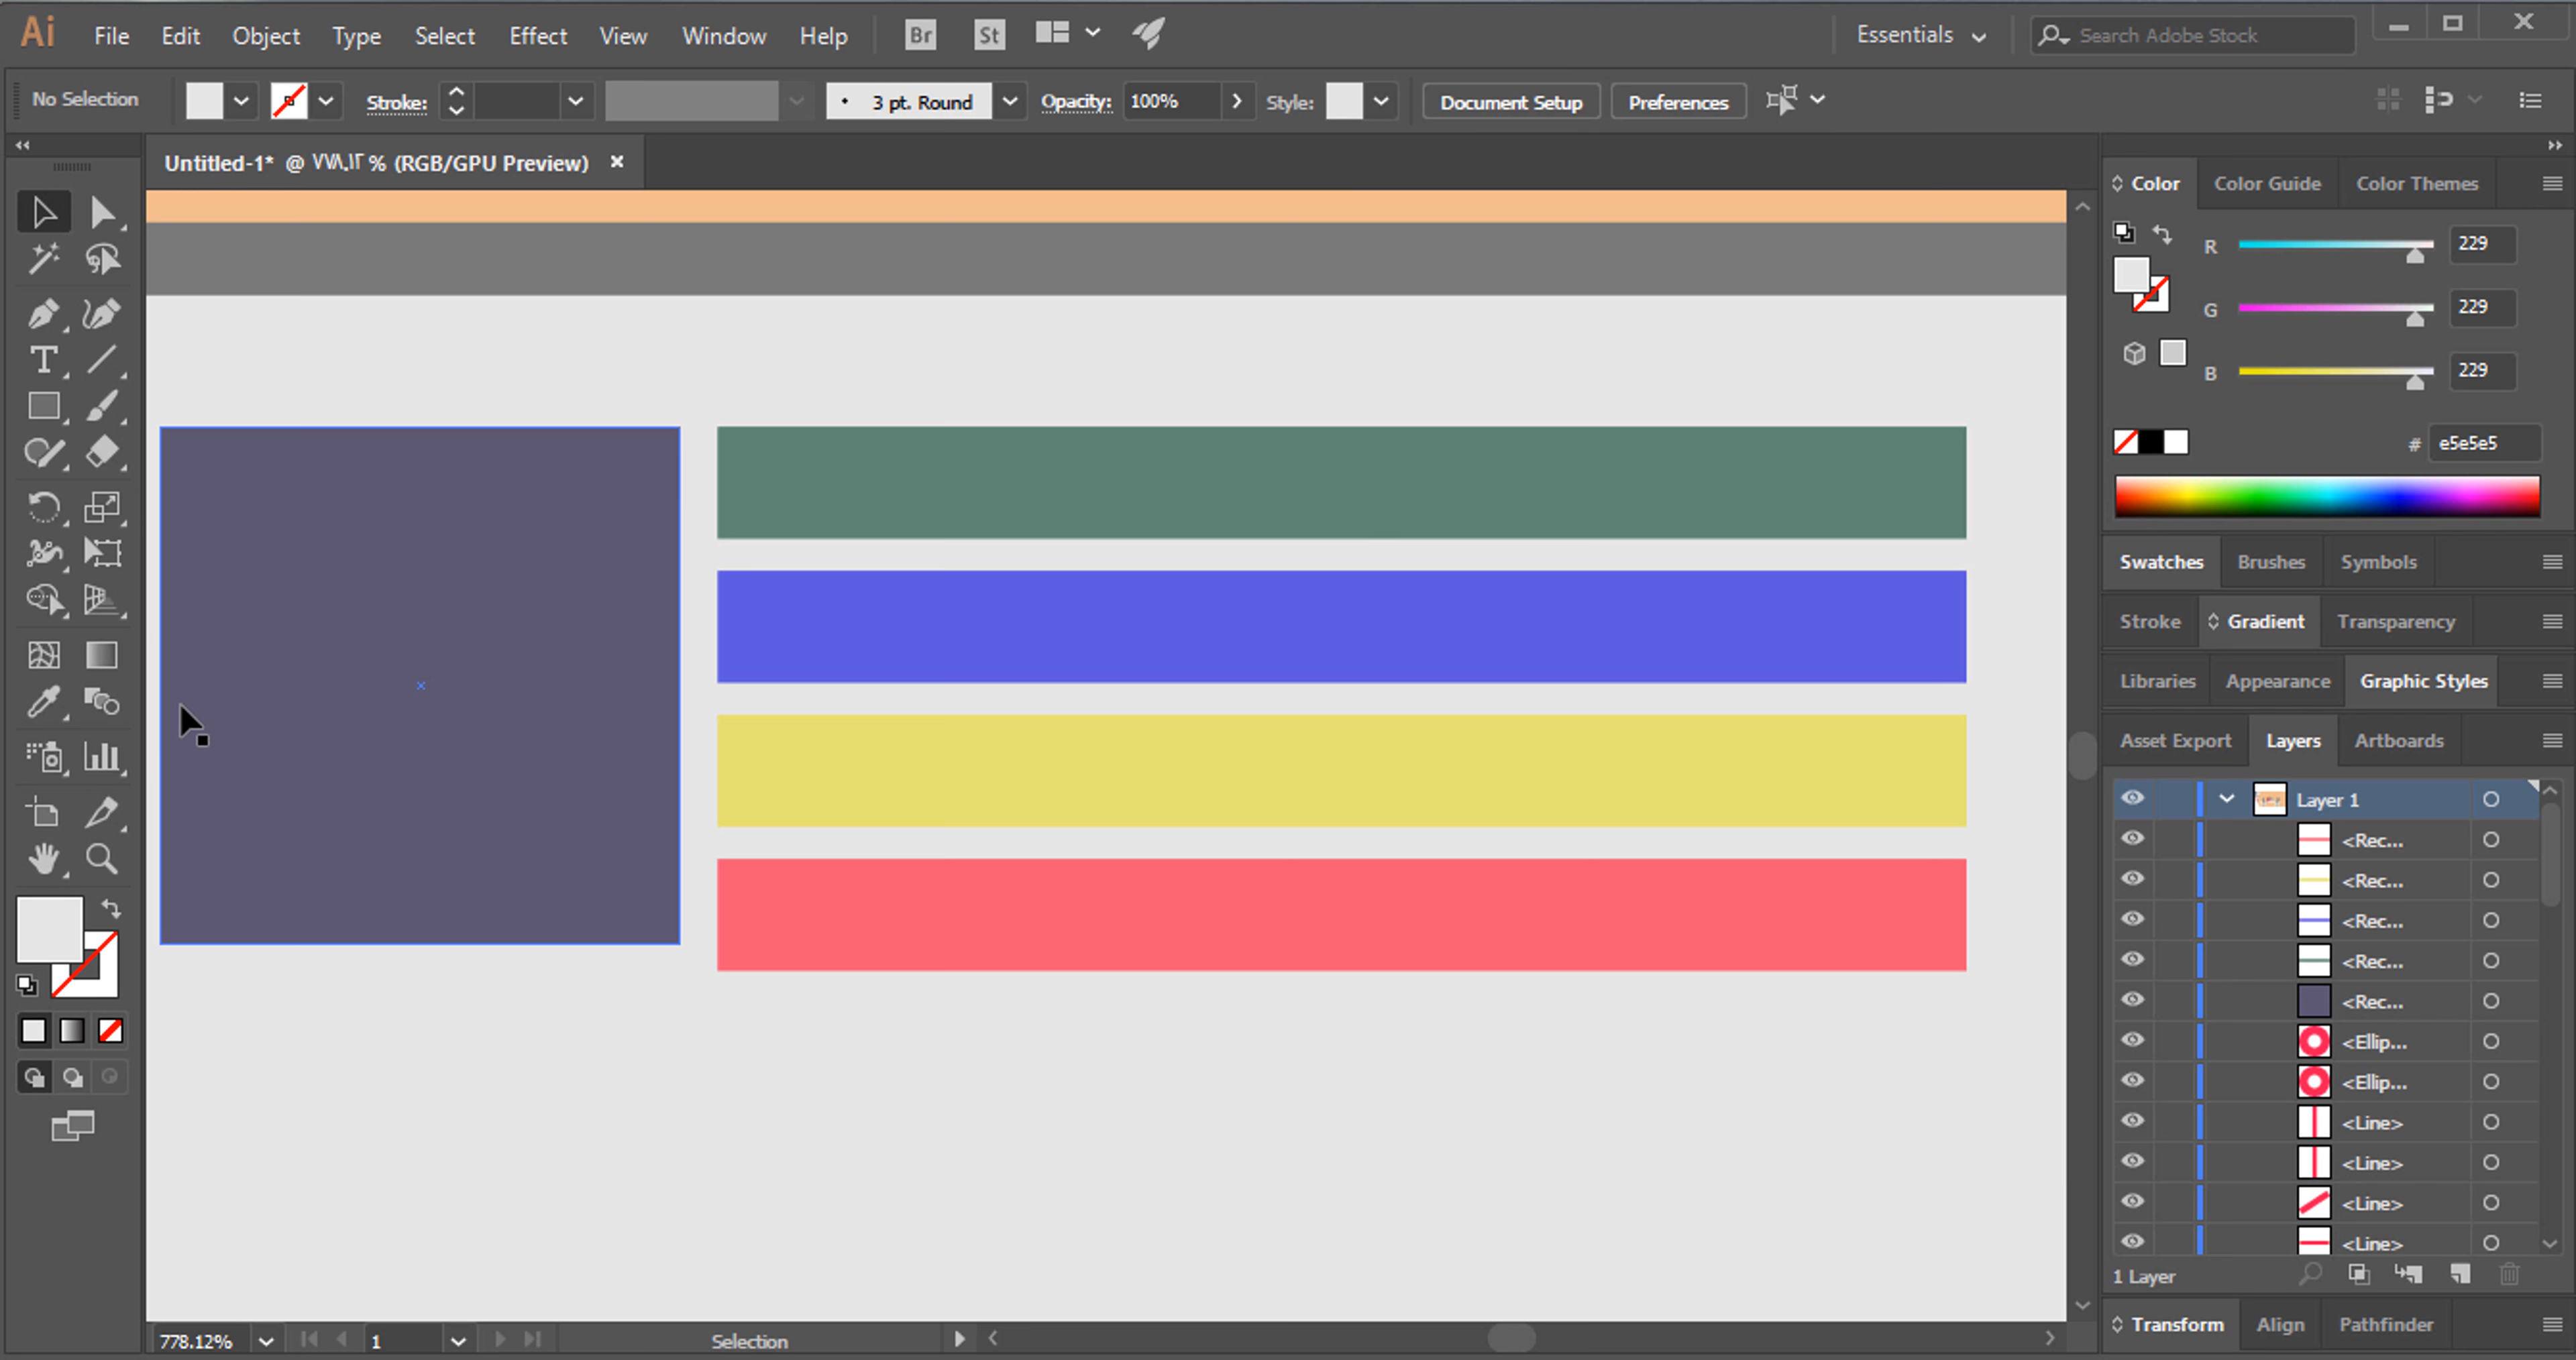 Ai File Edit Object Type Select Effect View Window Help Br St Essentials Search Adobe Stock
No Selection Stroke: 3 pt. Round Opacity: 100% Style: Document Setup Preferences
Untitled-1* @ ٧٧٨.١٢ % (RGB/GPU Preview)
Color Color Guide Color Themes
R 229
G 229
B 229
# e5e5e5
Swatches Brushes Symbols
Stroke Gradient Transparency
Libraries Appearance Graphic Styles
Asset Export Layers Artboards
Layer 1
<Rec...
<Rec...
<Rec...
<Rec...
<Rec...
<Ellip...
<Ellip...
<Line>
<Line>
<Line>
<Line>
1 Layer
Transform Align Pathfinder
778.12% 1 Selection